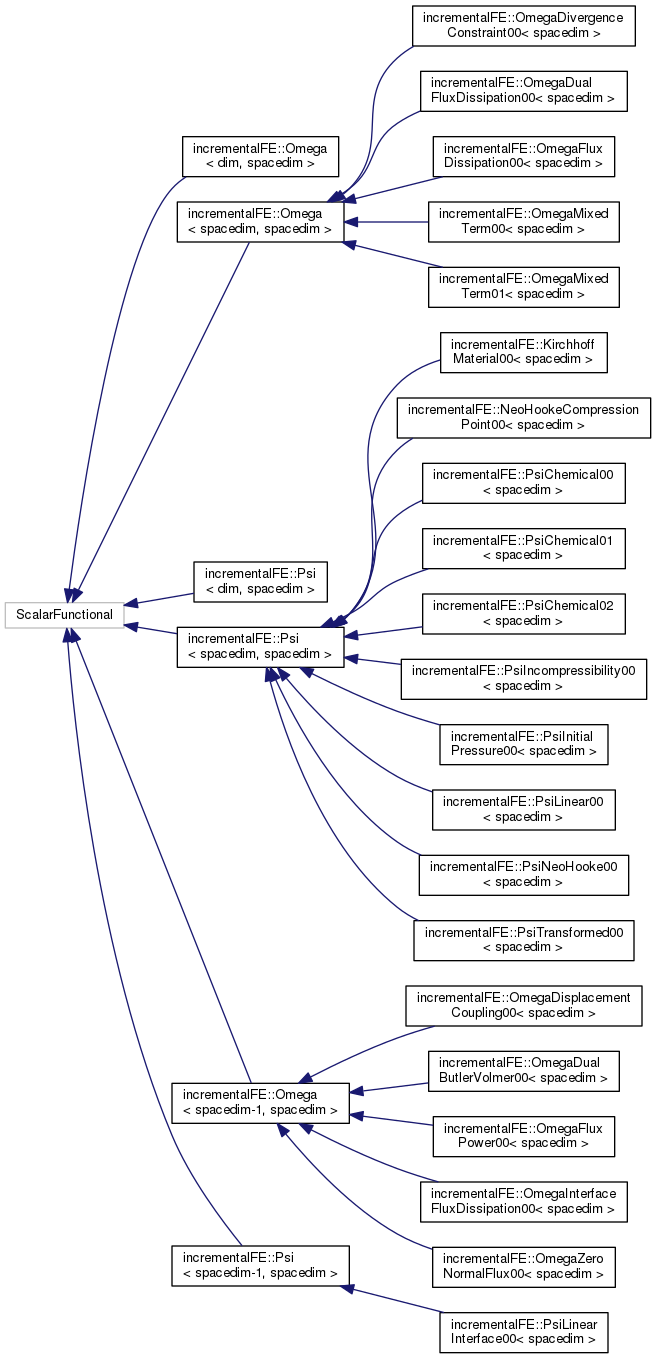 incrementalFE::OmegaDivergence
Constraint00< spacedim >
incrementalFE::OmegaDual
FluxDissipation00< spacedim >
incrementalFE::Omega
< dim, spacedim >
incrementalFE::OmegaFlux
Dissipation00< spacedim >
incrementalFE::Omega
< spacedim, spacedim >
incrementalFE::OmegaMixed
Term00< spacedim >
incrementalFE::OmegaMixed
Term01< spacedim >
incrementalFE::Kirchhoff
Material00< spacedim >
incrementalFE::NeoHookeCompression
Point00< spacedim >
incrementalFE::PsiChemical00
< spacedim >
incrementalFE::PsiChemical01
< spacedim >
incrementalFE::Psi
< dim, spacedim >
incrementalFE::PsiChemical02
< spacedim >
ScalarFunctional
incrementalFE::Psi
< spacedim, spacedim >
incrementalFE::PsiIncompressibility00
< spacedim >
incrementalFE::PsiInitial
Pressure00< spacedim >
incrementalFE::PsiLinear00
< spacedim >
incrementalFE::PsiNeoHooke00
< spacedim >
incrementalFE::PsiTransformed00
< spacedim >
incrementalFE::OmegaDisplacement
Coupling00< spacedim >
incrementalFE::OmegaDual
ButlerVolmer00< spacedim >
incrementalFE::Omega
< spacedim-1, spacedim >
incrementalFE::OmegaFlux
Power00< spacedim >
incrementalFE::OmegaInterface
FluxDissipation00< spacedim >
incrementalFE::Psi
< spacedim-1, spacedim >
incrementalFE::OmegaZero
NormalFlux00< spacedim >
incrementalFE::PsiLinear
Interface00< spacedim >